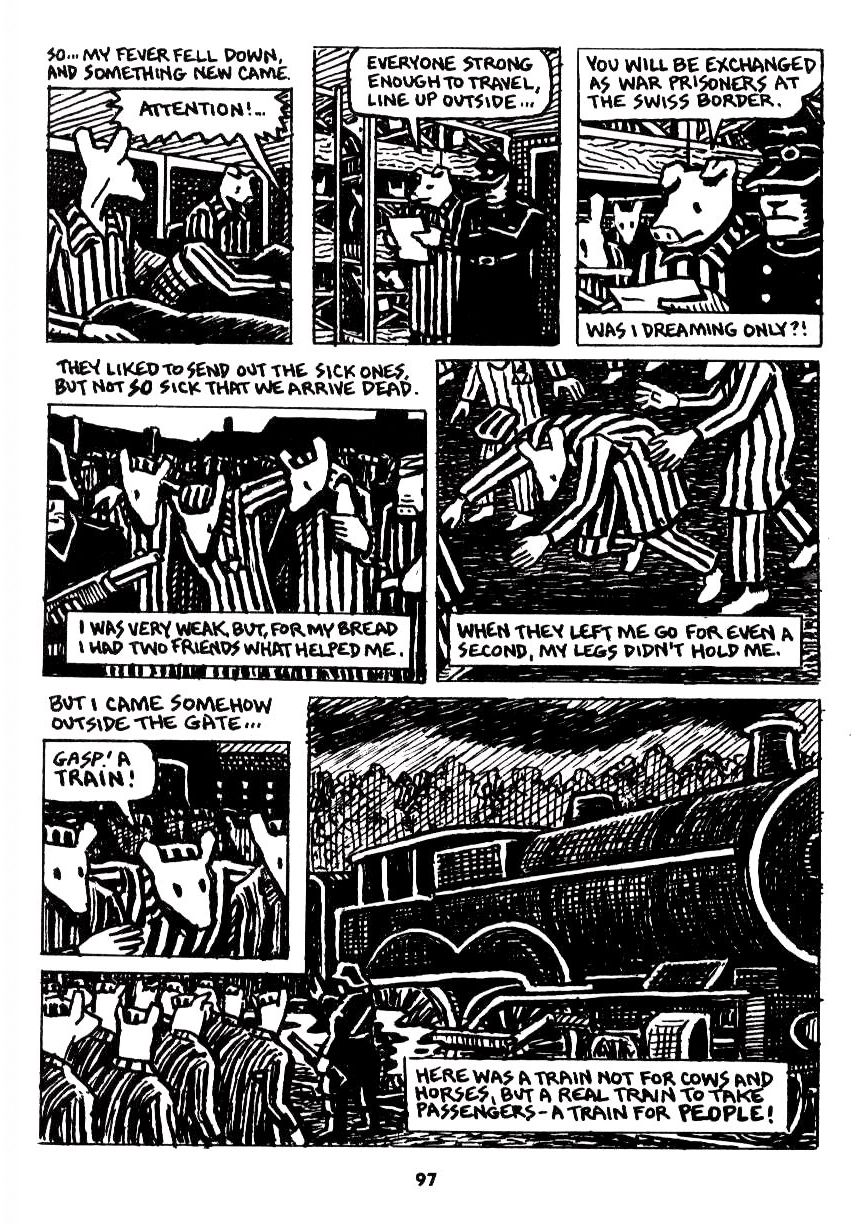 SO... MY FEVER FELL DOWN,
AND SOMETHING NEW CAME.
ATTENTION!...
EVERYONE STRONG
ENOUGH TO TRAVEL,
LINE UP OUTSIDE...
YOU WILL BE EXCHANGED
AS WAR PRISONERS AT
THE SWISS BORDER.
WAS I DREAMING ONLY?!
THEY LIKED TO SEND OUT THE SICK ONES,
BUT NOT SO SICK THAT WE ARRIVE DEAD.
I WAS VERY WEAK, BUT, FOR MY BREAD
I HAD TWO FRIENDS WHAT HELPED ME.
WHEN THEY LEFT ME GO FOR EVEN A
SECOND, MY LEGS DIDN'T HOLD ME.
BUT I CAME SOMEHOW
OUTSIDE THE GATE...
GASP! A
TRAIN!
HERE WAS A TRAIN NOT FOR COWS AND
HORSES, BUT A REAL TRAIN TO TAKE
PASSENGERS-A TRAIN FOR PEOPLE!
97